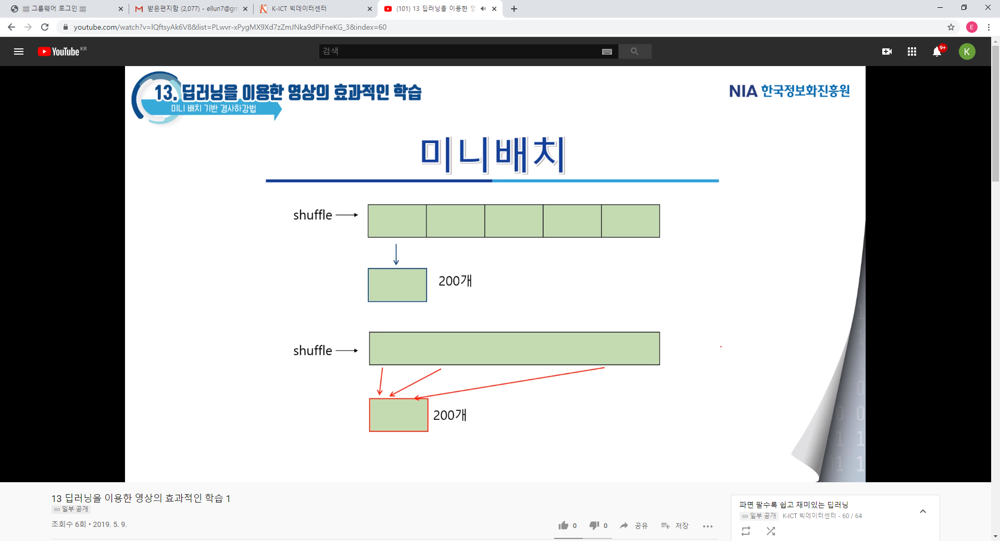 ▦ 그룹웨어 로그인 ▦
받은편지함 (2,077) - ellun7@gm
K-ICT 빅데이터센터
(101) 13 딥러닝을 이용한 영
youtube.com/watch?v=lQftsyAk6V8&list=PLwvr-xPygMX9Xd7zZmJNka9dPiFneKG_3&index=60
E
YouTube KR
검색
9+
K
13. 딥러닝을 이용한 영상의 효과적인 학습
미니 배치 기반 경사하강법
NIA 한국정보화진흥원
미니배치
shuffle
200개
shuffle
200개
13 딥러닝을 이용한 영상의 효과적인 학습 1
일부 공개
조회수 6회 • 2019. 5. 9.
0
0
공유
저장
파면 팔수록 쉽고 재미있는 딥러닝
일부 공개 K-ICT 빅데이터센터 - 60 / 64